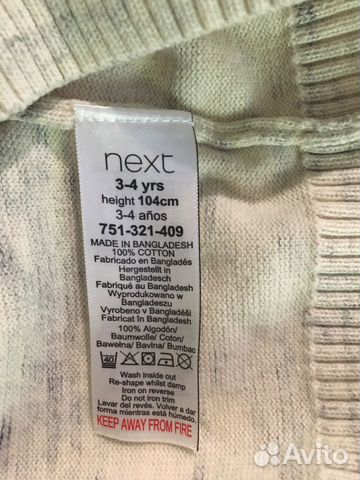 next
3-4 yrs
height 104cm
3-4 años
751-321-409
MADE IN BANGLADESH
100% COTTON
Fabricado en Bangladés
Hergestellt in
Bangladesch
Fabriqué au Bangladesh
Wyprodukowano w
Bangladeszu
Vyrobeno v Bangladéši
Fabricat în Bangladesh
100% Algodón/
Baumwolle/ Coton/
Bawełna/ Bavlna/ Bumbac
40
Wash inside out
Re-shape whilst damp
Iron on reverse
Do not iron trim
Lavar del revés. Volver a dar
forma mientras está húmedo.
KEEP AWAY FROM FIRE
Avito